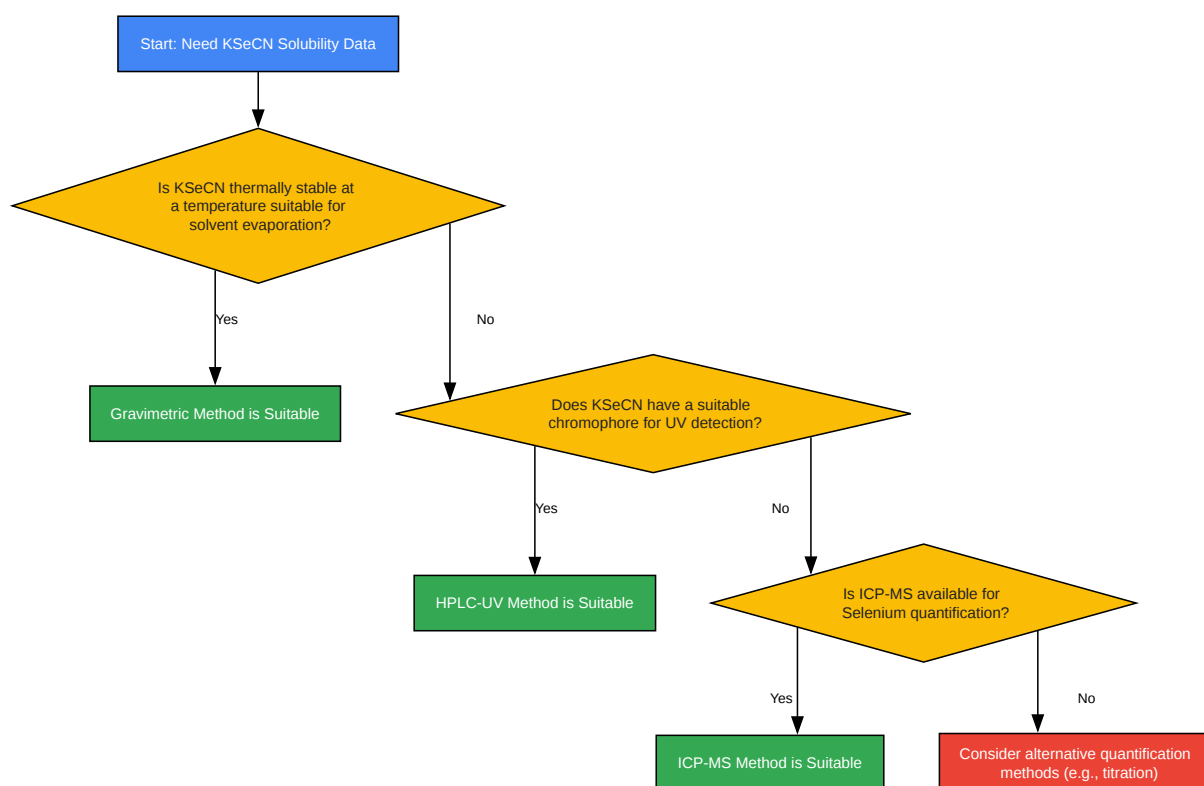 Start: Need KSeCN Solubility Data
Is KSeCN thermally stable at
a temperature suitable for
solvent evaporation?
Yes
No
Gravimetric Method is Suitable
Does KSeCN have a suitable
chromophore for UV detection?
Yes
No
HPLC-UV Method is Suitable
Is ICP-MS available for
Selenium quantification?
Yes
No
ICP-MS Method is Suitable
Consider alternative quantification
methods (e.g., titration)